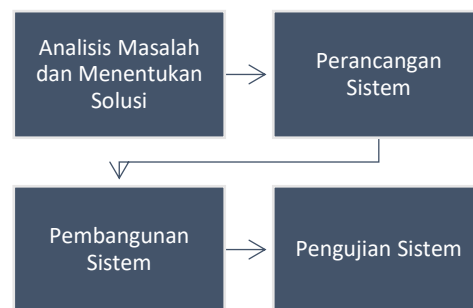 Analisis Masalah
dan Menentukan
Solusi
Perancangan
Sistem
Pembangunan
Sistem
Pengujian Sistem